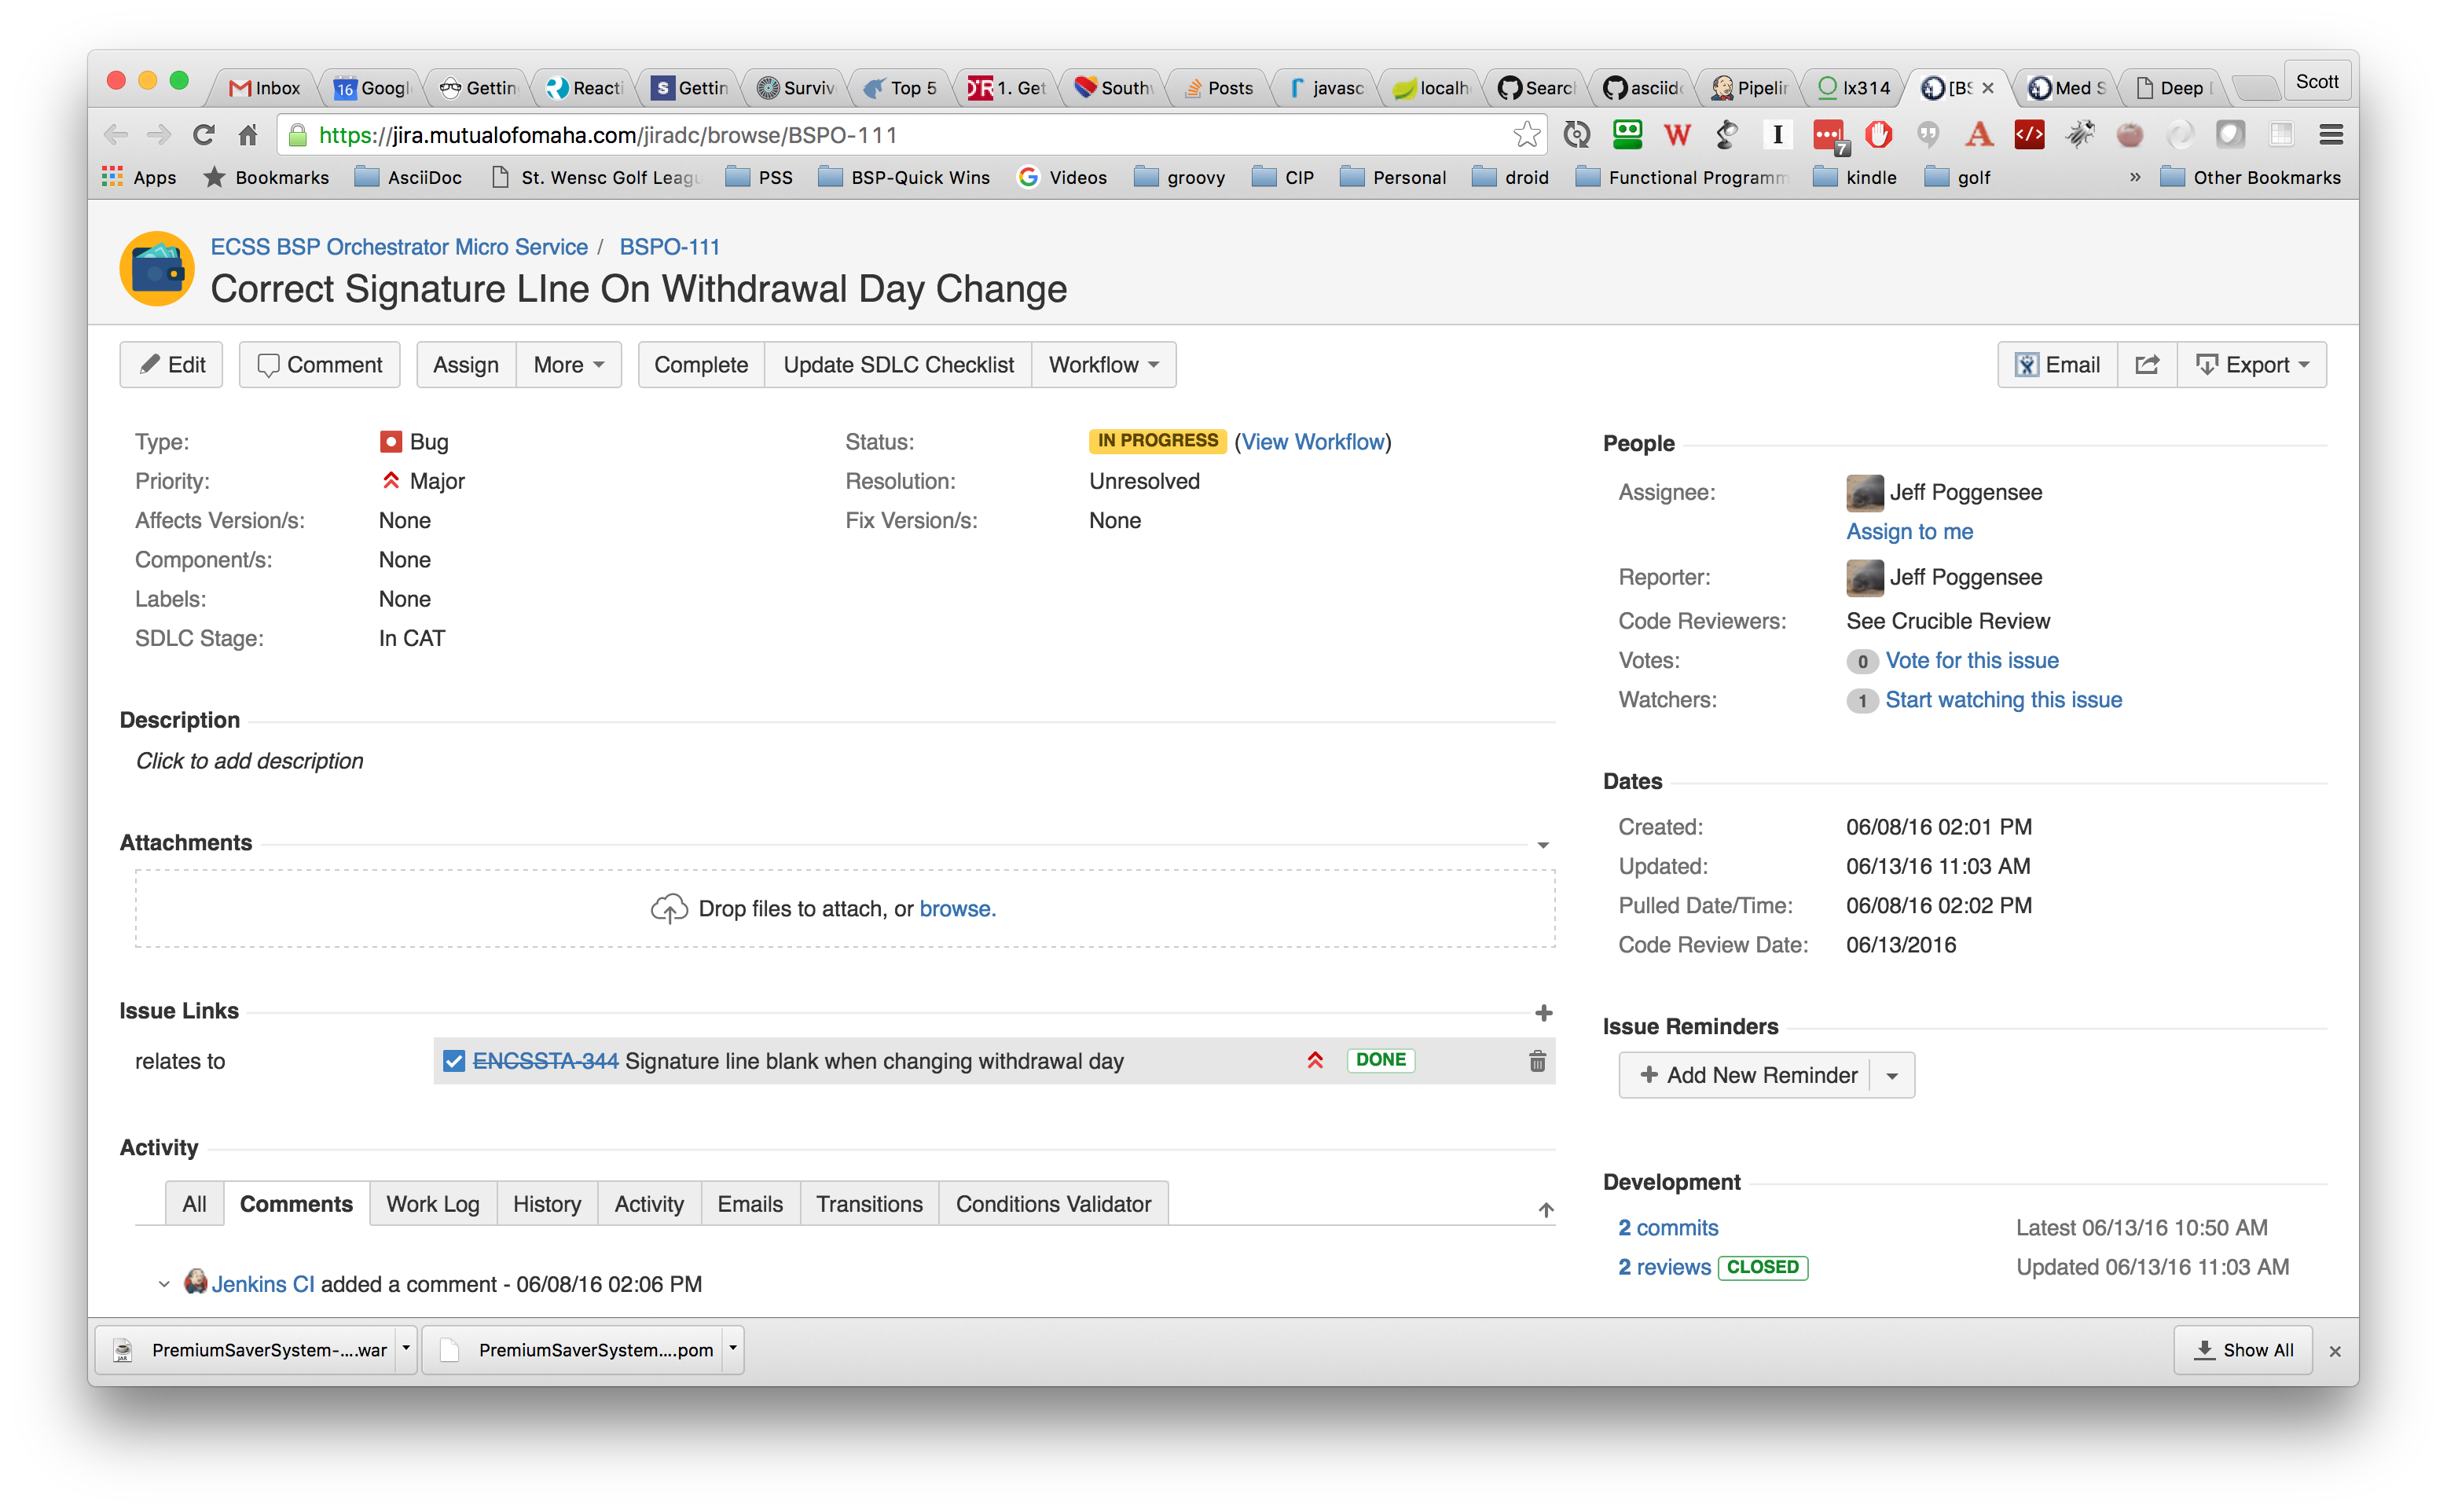 Inbox 16 Googl Gettin Reacti S Gettin Surviv Top 5 1. Get South Posts javasc localh Searc asciid Pipelin lx314 [BS Med S Deep Scott
https://jira.mutualofomaha.com/jiradc/browse/BSPO-111 W I 7 A </>
Apps Bookmarks AsciiDoc St. Wensc Golf Leagu PSS BSP-Quick Wins Videos groovy CIP Personal droid Functional Programm kindle golf » Other Bookmarks
ECSS BSP Orchestrator Micro Service / BSPO-111
Correct Signature LIne On Withdrawal Day Change
Edit Comment Assign More Complete Update SDLC Checklist Workflow Email Export
Type: Bug
Priority: Major
Affects Version/s: None
Component/s: None
Labels: None
SDLC Stage: In CAT
Status: IN PROGRESS (View Workflow)
Resolution: Unresolved
Fix Version/s: None
Description
Click to add description
Attachments
Drop files to attach, or browse.
Issue Links
relates to ENCSSTA-344 Signature line blank when changing withdrawal day DONE
Activity
All Comments Work Log History Activity Emails Transitions Conditions Validator
Jenkins CI added a comment - 06/08/16 02:06 PM
People
Assignee: Jeff Poggensee
Assign to me
Reporter: Jeff Poggensee
Code Reviewers: See Crucible Review
Votes: 0 Vote for this issue
Watchers: 1 Start watching this issue
Dates
Created: 06/08/16 02:01 PM
Updated: 06/13/16 11:03 AM
Pulled Date/Time: 06/08/16 02:02 PM
Code Review Date: 06/13/2016
Issue Reminders
Add New Reminder
Development
2 commits Latest 06/13/16 10:50 AM
2 reviews CLOSED Updated 06/13/16 11:03 AM
PremiumSaverSystem-....war PremiumSaverSystem....pom Show All